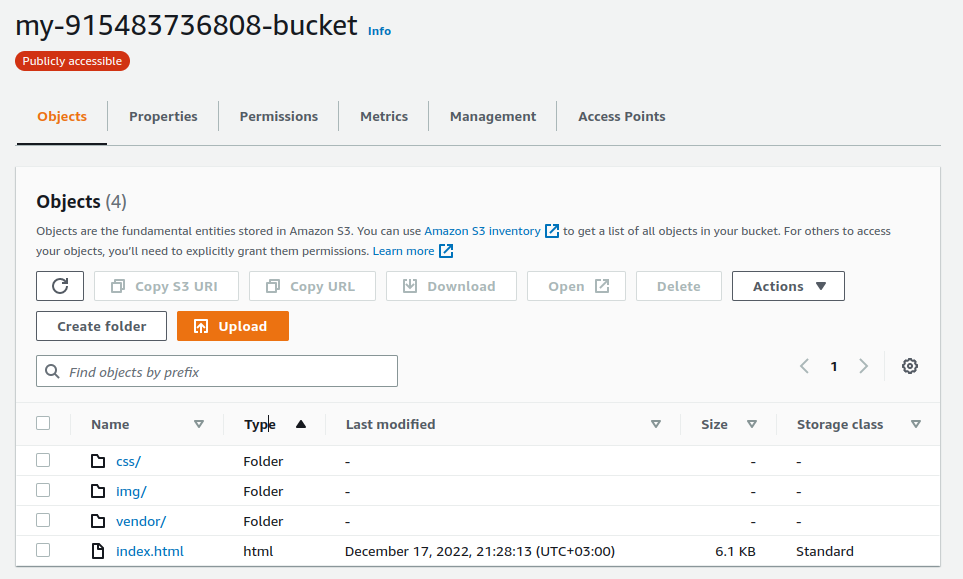 my-915483736808-bucket Info
Publicly accessible
Objects Properties Permissions Metrics Management Access Points
Objects (4)
Objects are the fundamental entities stored in Amazon S3. You can use Amazon S3 inventory to get a list of all objects in your bucket. For others to access
your objects, you'll need to explicitly grant them permissions. Learn more
Copy S3 URI Copy URL Download Open Delete Actions
Create folder Upload
Find objects by prefix 1
Name Type Last modified Size Storage class
css/ Folder - - -
img/ Folder - - -
vendor/ Folder - - -
index.html html December 17, 2022, 21:28:13 (UTC+03:00) 6.1 KB Standard